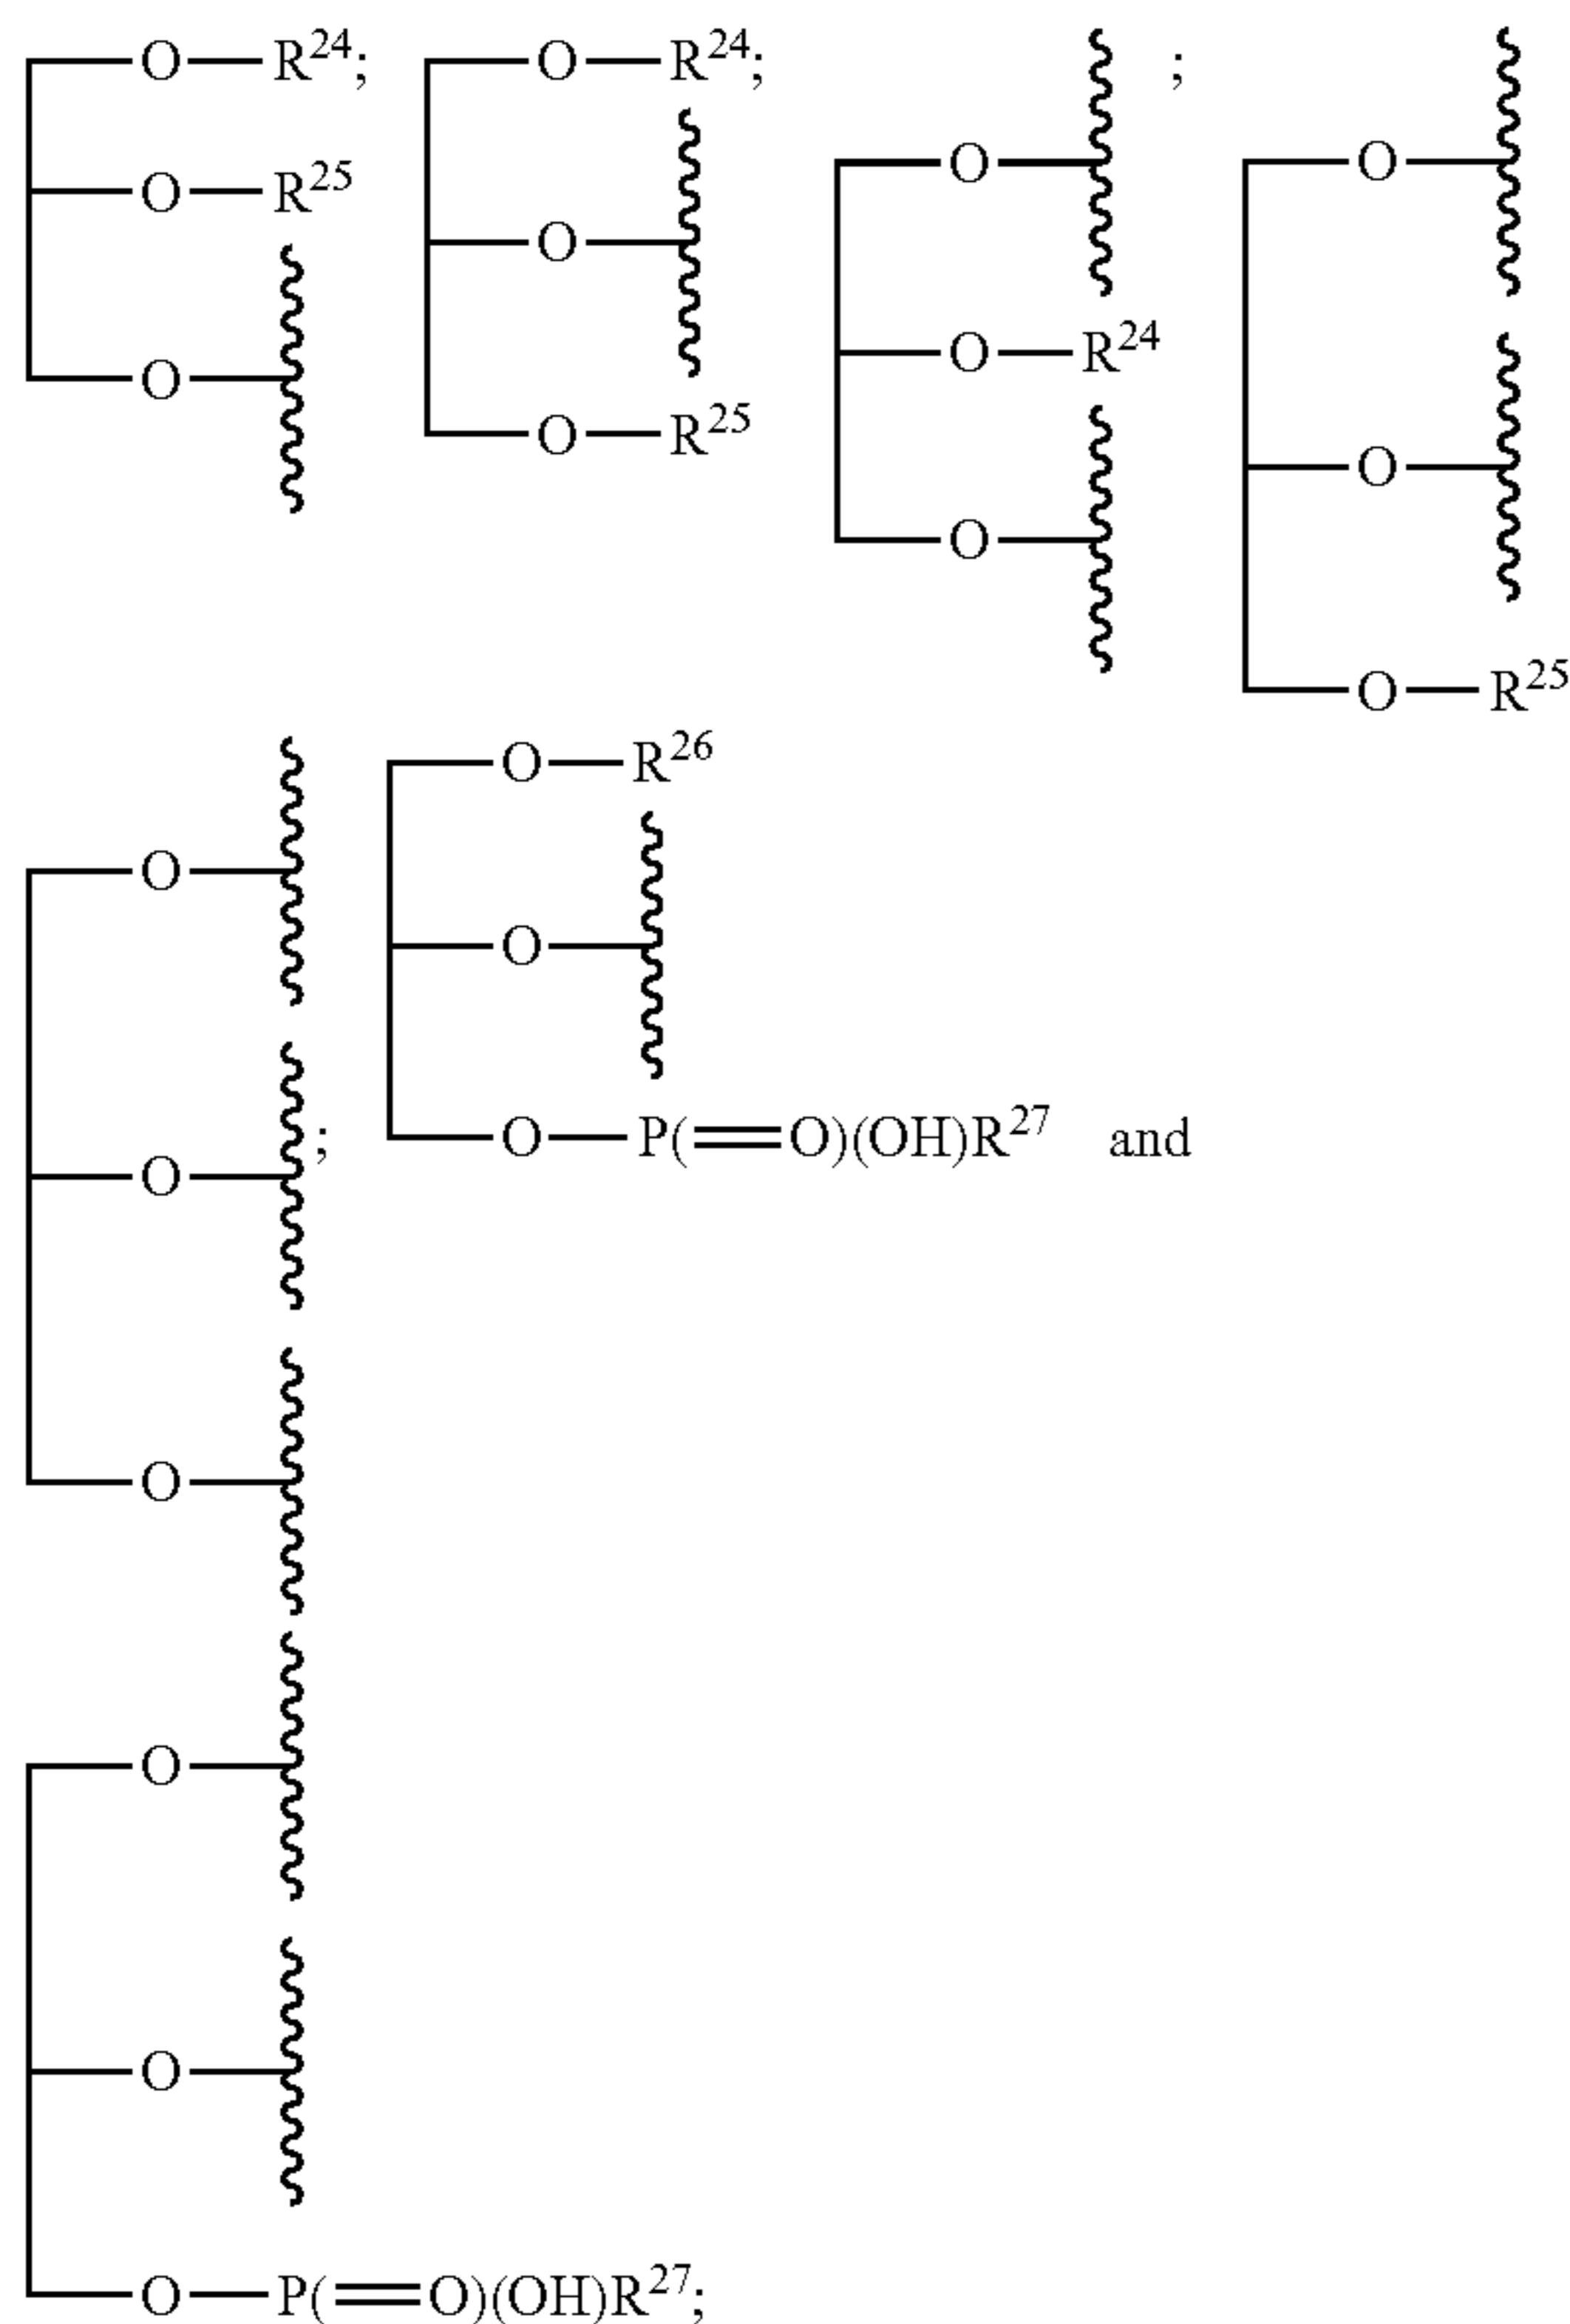 O—R²⁴; O—R²⁴; ;
O O
O—R²⁵
O
O—R²⁴
O
O—R²⁵
O
O
O—R²⁵
O—R²⁶
O
O
O—P(═O)(OH)R²⁷ and
;
O
O
O
O
O—P(═O)(OH)R²⁷;